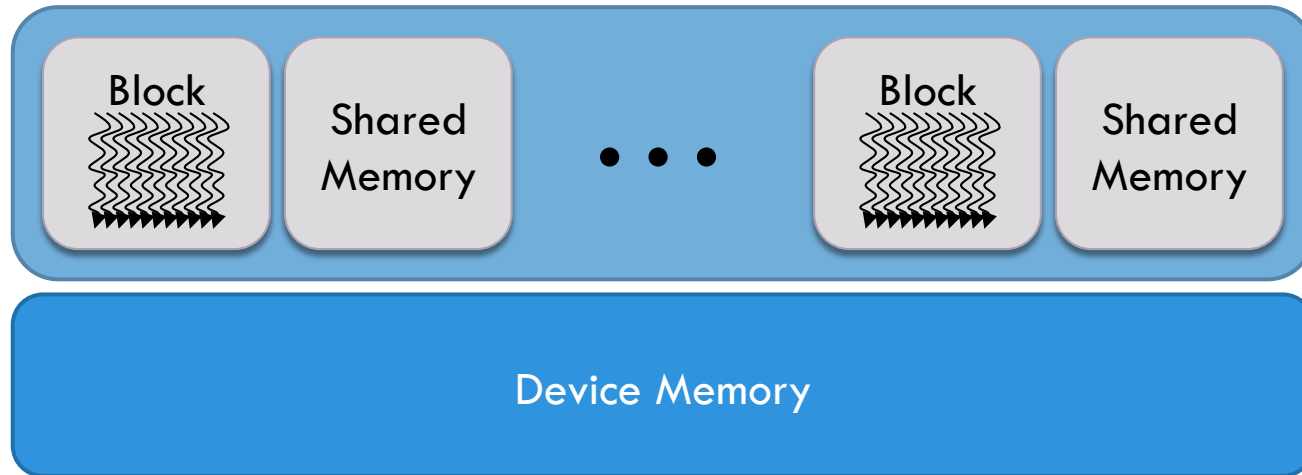 Block
Shared
Memory
Block
Shared
Memory
Device Memory